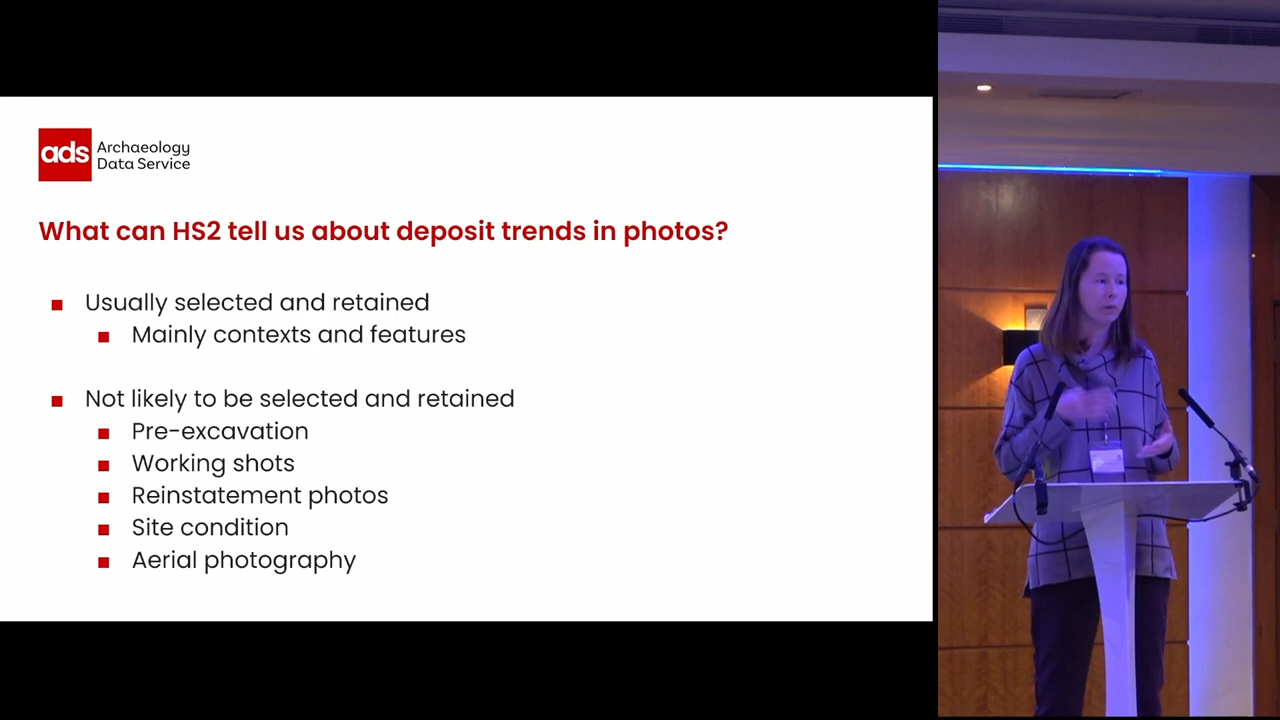 ads
Archaeology
Data Service
What can HS2 tell us about deposit trends in photos?
Usually selected and retained
Mainly contexts and features
Not likely to be selected and retained
Pre-excavation
Working shots
Reinstatement photos
Site condition
Aerial photography